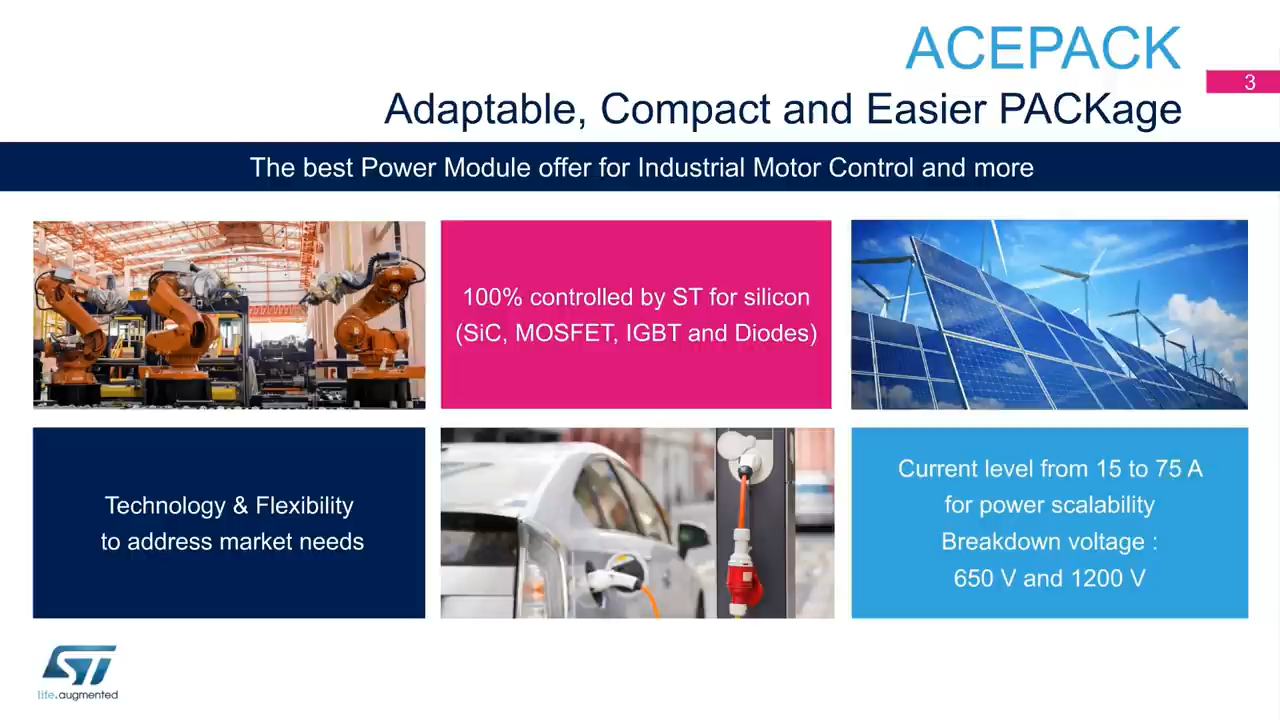 ACEPACK
3
Adaptable, Compact and Easier PACKage
The best Power Module offer for Industrial Motor Control and more
100% controlled by ST for silicon
(SiC, MOSFET, IGBT and Diodes)
Technology & Flexibility
to address market needs
Current level from 15 to 75 A
for power scalability
Breakdown voltage :
650 V and 1200 V
ST
life.augmented